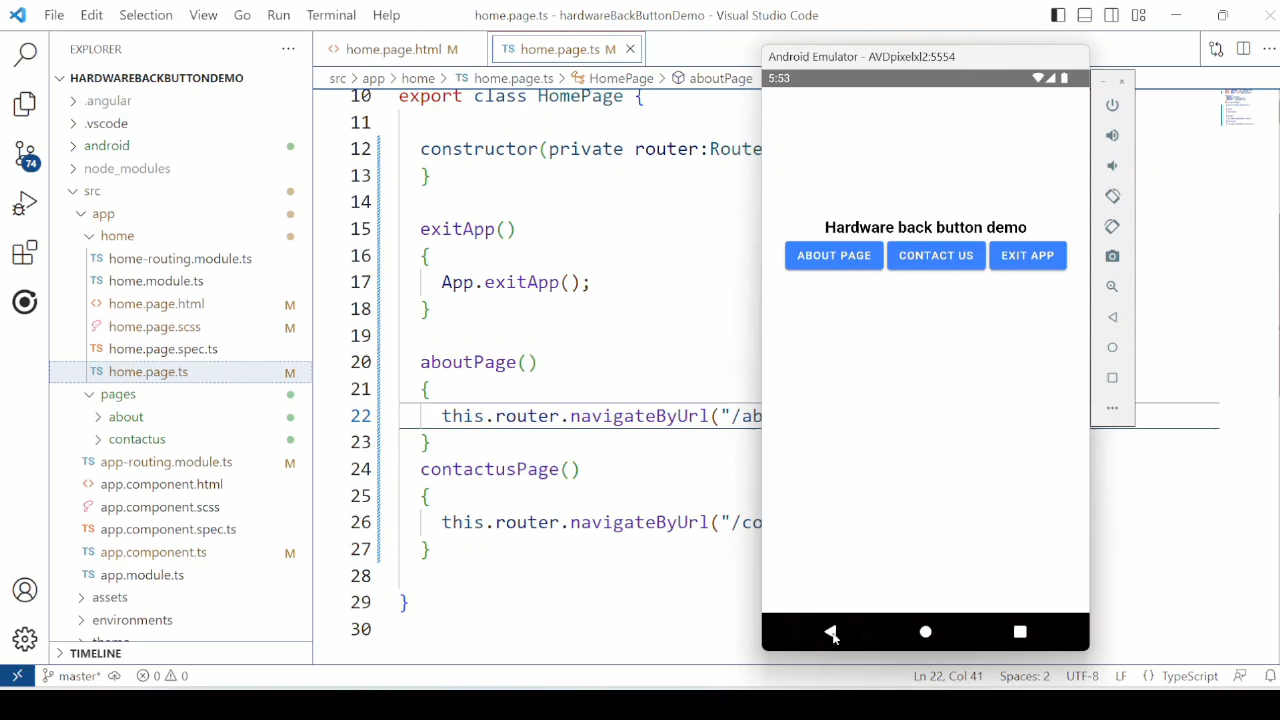 File Edit Selection View Go Run Terminal Help
home.page.ts - hardwareBackButtonDemo - Visual Studio Code
EXPLORER
HARDWAREBACKBUTTONDEMO
.angular
.vscode
android
node_modules
src
app
home
TS home-routing.module.ts
TS home.module.ts
<> home.page.html M
home.page.scss M
TS home.page.spec.ts
TS home.page.ts M
pages
about
contactus
TS app-routing.module.ts M
<> app.component.html
app.component.scss
TS app.component.spec.ts
TS app.component.ts M
TS app.module.ts
assets
environments
TIMELINE
74
<> home.page.html M
TS home.page.ts M
src > app > home > TS home.page.ts > HomePage > aboutPage
10 export class HomePage {
11
12 constructor(private router:Route
13 }
14
15 exitApp()
16 {
17 App.exitApp();
18 }
19
20 aboutPage()
21 {
22 this.router.navigateByUrl("/ab
23 }
24 contactusPage()
25 {
26 this.router.navigateByUrl("/co
27 }
28
29 }
30
Android Emulator - AVDpixelxl2:5554
5:53
Hardware back button demo
ABOUT PAGE CONTACT US EXIT APP
master* 0 0 Ln 22, Col 41 Spaces: 2 UTF-8 LF {} TypeScript